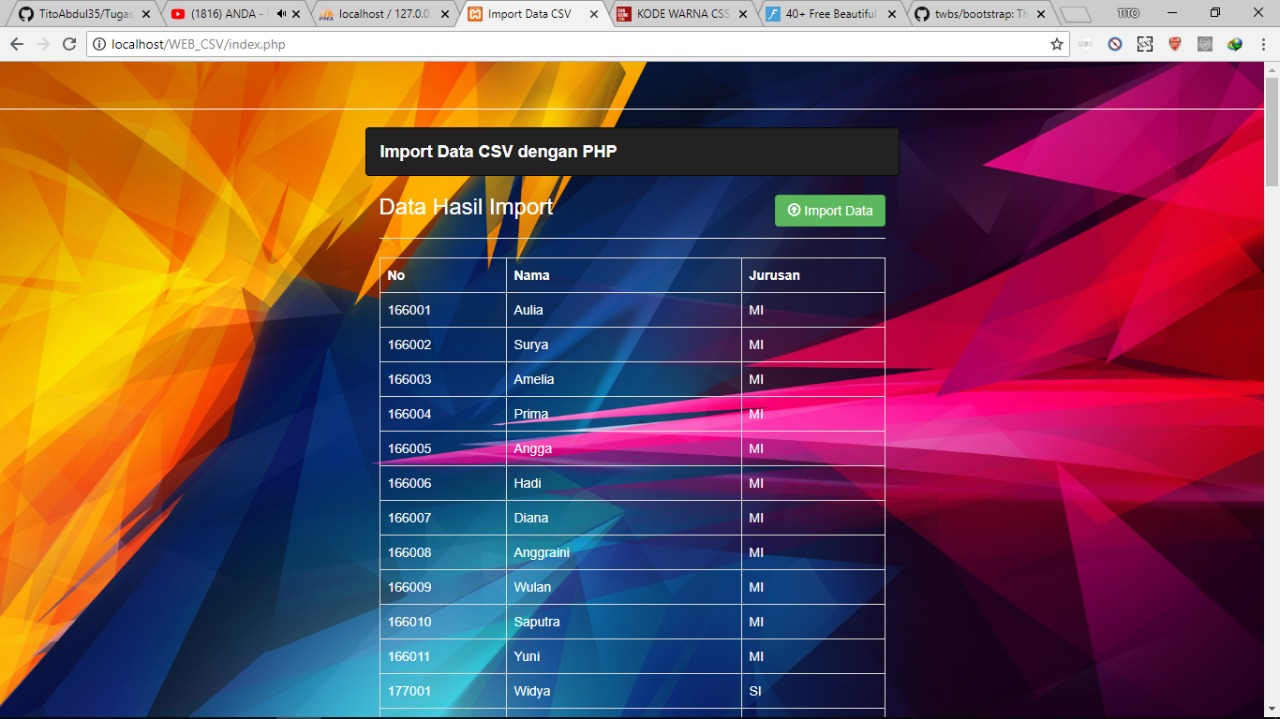 TitoAbdul35/Tugas
(1816) ANDA -
localhost / 127.0.0
Import Data CSV
KODE WARNA CSS
40+ Free Beautiful
twbs/bootstrap: Th
TITO
localhost/WEB_CSV/index.php
Import Data CSV dengan PHP
Data Hasil Import
Import Data
No Nama Jurusan
166001 Aulia MI
166002 Surya MI
166003 Amelia MI
166004 Prima MI
166005 Angga MI
166006 Hadi MI
166007 Diana MI
166008 Anggraini MI
166009 Wulan MI
166010 Saputra MI
166011 Yuni MI
177001 Widya SI